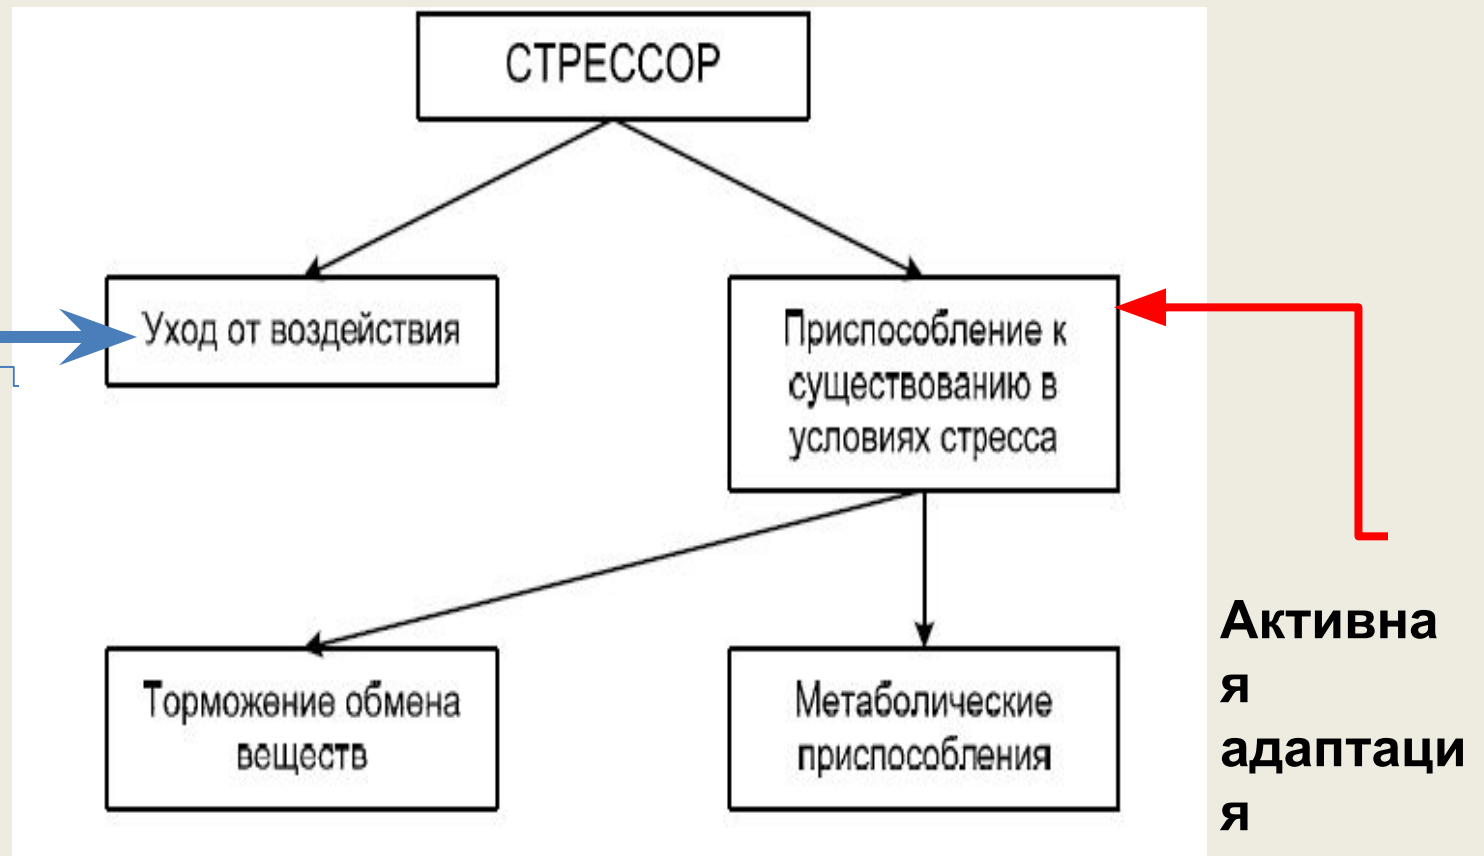 СТРЕССОР
Уход от воздействия
Приспособление к
существованию в
условиях стресса
Торможение обмена
веществ
Метаболические
приспособления
Активна
я
адаптаци
я